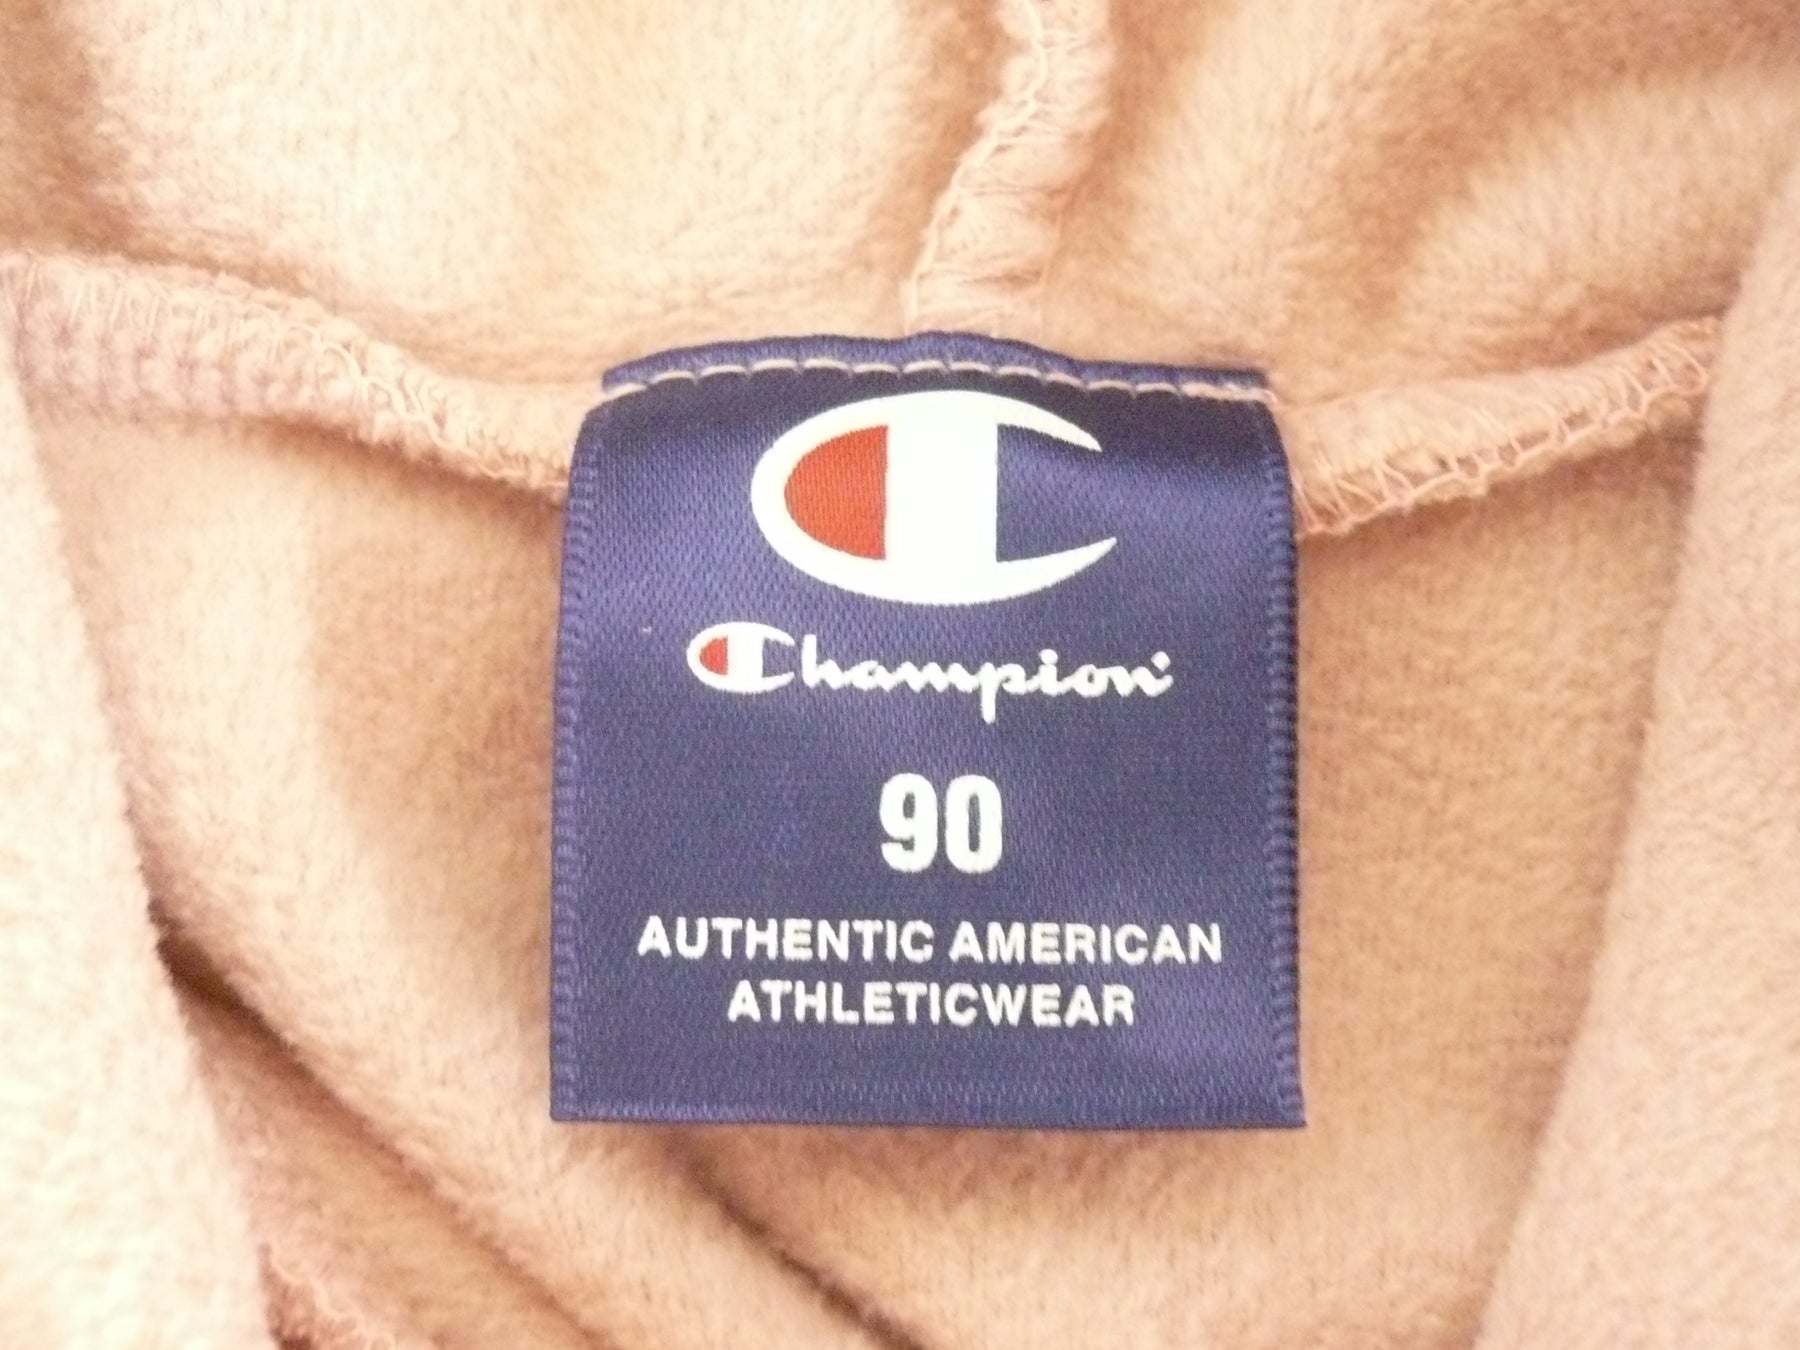 Champion
90
AUTHENTIC AMERICAN
ATHLETICWEAR